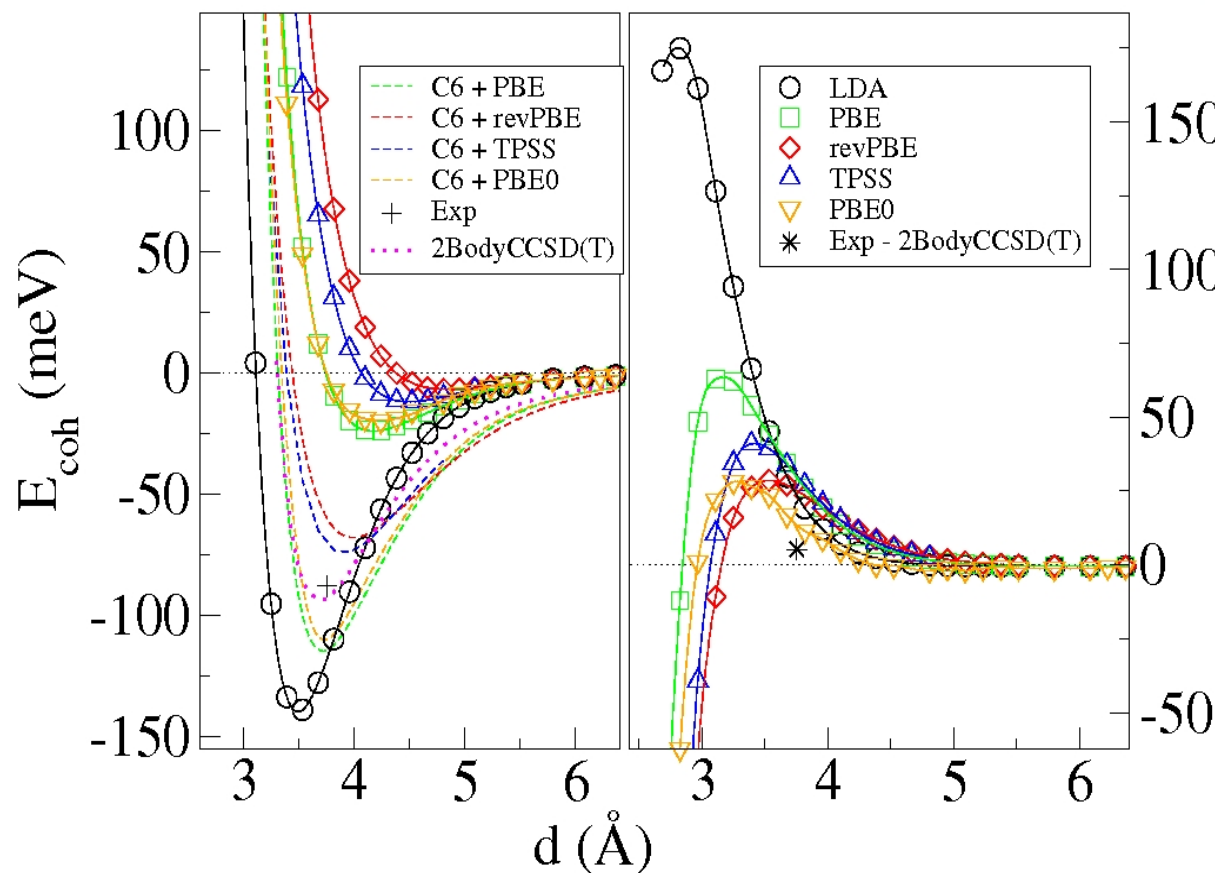 E_coh (meV)
100
50
0
-50
-100
-150
C6 + PBE
C6 + revPBE
C6 + TPSS
C6 + PBE0
Exp
2BodyCCSD(T)
3 4 5 6
LDA
PBE
revPBE
TPSS
PBE0
Exp - 2BodyCCSD(T)
150
100
50
0
-50
3 4 5 6
d (Å)